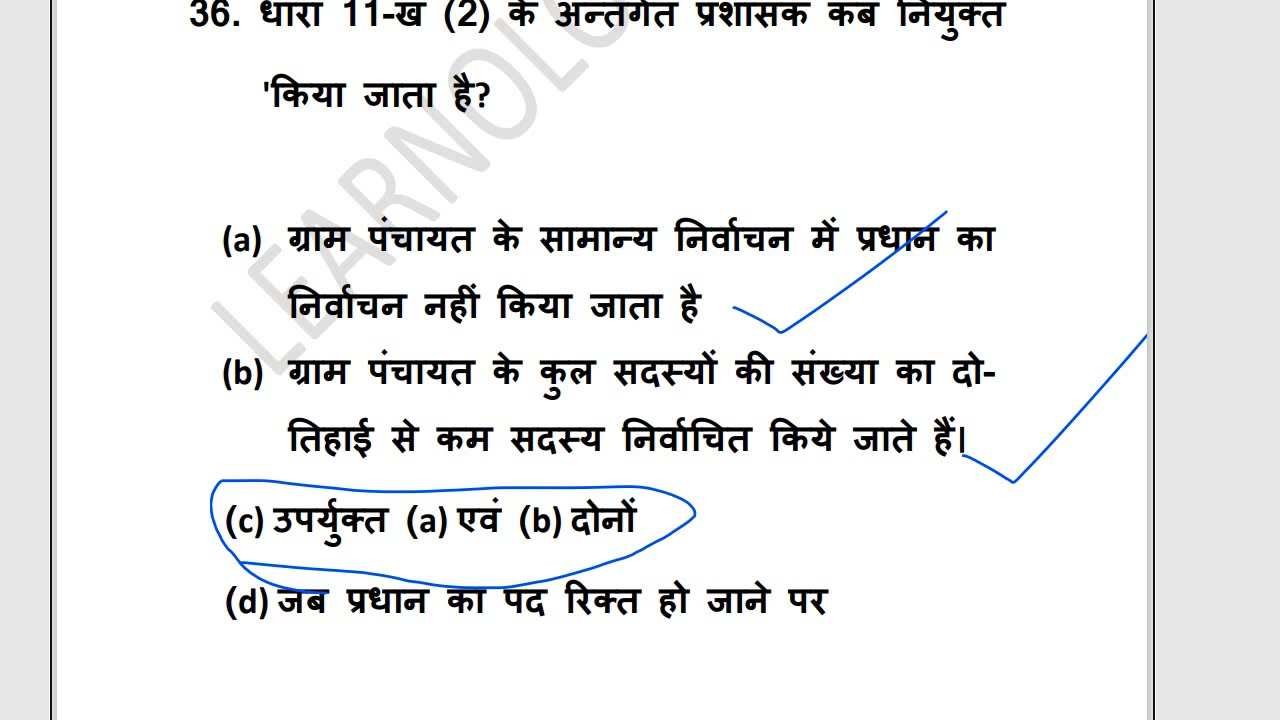 36. धारा 11-ख (2) के अन्तर्गत प्रशासक कब नियुक्त
'किया जाता है?
(a) ग्राम पंचायत के सामान्य निर्वाचन में प्रधान का
निर्वाचन नहीं किया जाता है
(b) ग्राम पंचायत के कुल सदस्यों की संख्या का दो-
तिहाई से कम सदस्य निर्वाचित किये जाते हैं।
(c) उपर्युक्त (a) एवं (b) दोनों
(d) जब प्रधान का पद रिक्त हो जाने पर
LEARNOLO